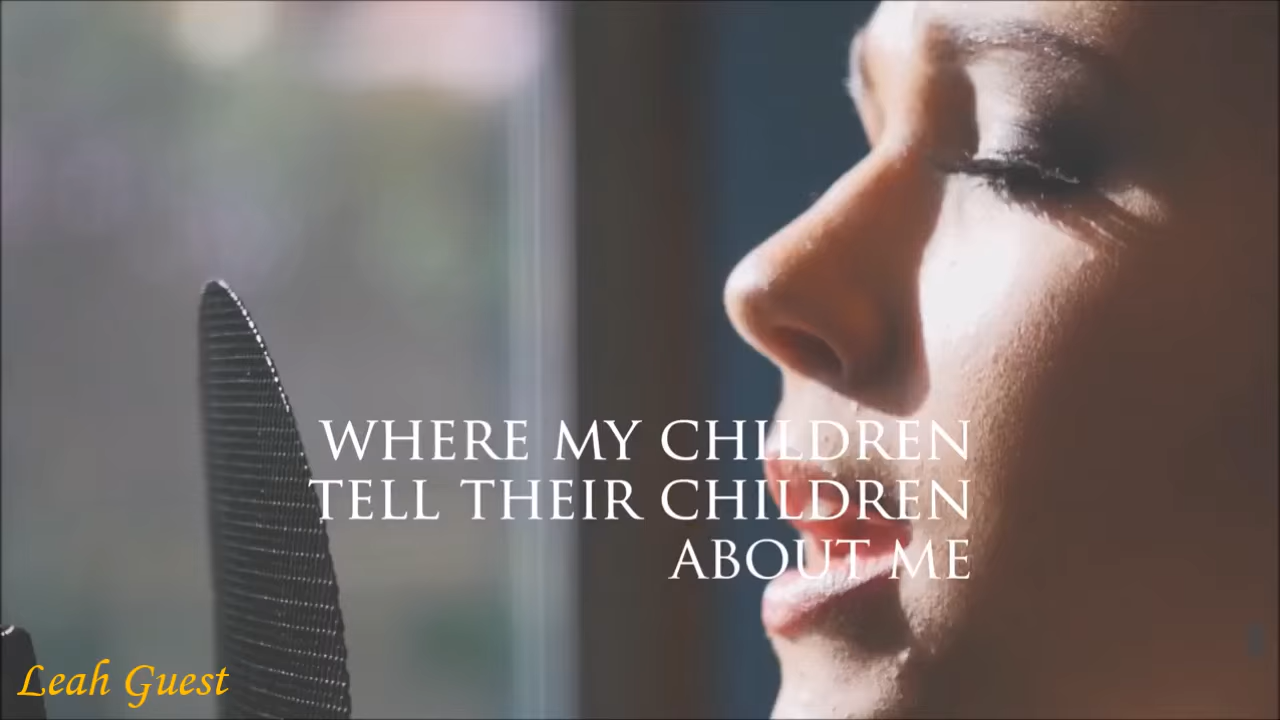 WHERE MY CHILDREN
TELL THEIR CHILDREN
ABOUT ME
Leah Guest